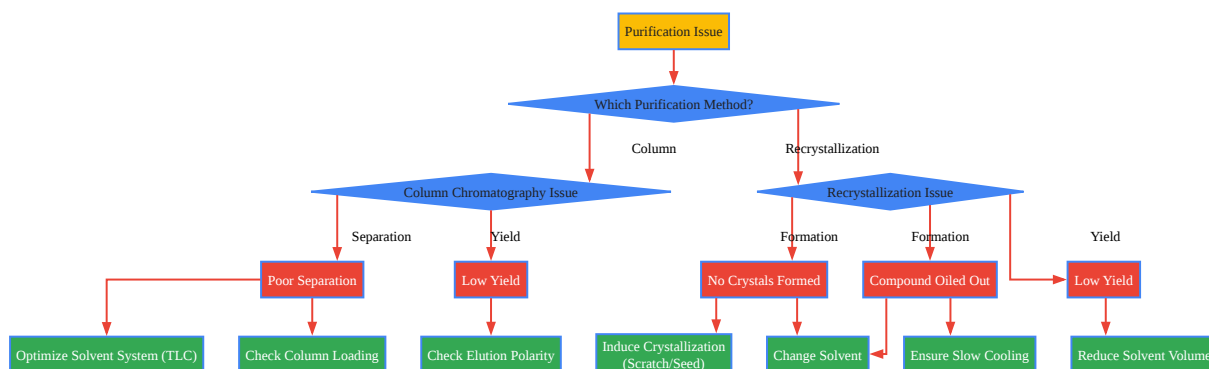 Purification Issue
Which Purification Method?
Column
Recrystallization
Column Chromatography Issue
Recrystallization Issue
Separation
Yield
Formation
Formation
Yield
Poor Separation
Low Yield
No Crystals Formed
Compound Oiled Out
Low Yield
Optimize Solvent System (TLC)
Check Column Loading
Check Elution Polarity
Induce Crystallization
(Scratch/Seed)
Change Solvent
Ensure Slow Cooling
Reduce Solvent Volume